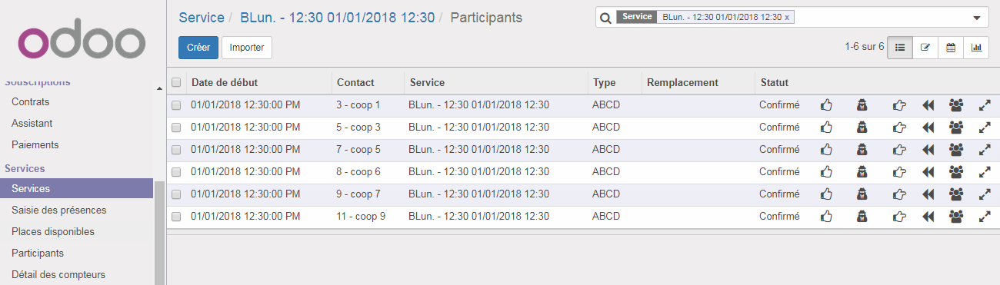 odoo
Service / BLun. - 12:30 01/01/2018 12:30 / Participants
Service BLun. - 12:30 01/01/2018 12:30 x
Créer Importer
1-6 sur 6
Souscriptions
Contrats
Assistant
Paiements
Services
Services
Saisie des présences
Places disponibles
Participants
Détail des compteurs
Date de début Contact Service Type Remplacement Statut
01/01/2018 12:30:00 PM 3 - coop 1 BLun. - 12:30 01/01/2018 12:30 ABCD Confirmé
01/01/2018 12:30:00 PM 5 - coop 3 BLun. - 12:30 01/01/2018 12:30 ABCD Confirmé
01/01/2018 12:30:00 PM 7 - coop 5 BLun. - 12:30 01/01/2018 12:30 ABCD Confirmé
01/01/2018 12:30:00 PM 8 - coop 6 BLun. - 12:30 01/01/2018 12:30 ABCD Confirmé
01/01/2018 12:30:00 PM 9 - coop 7 BLun. - 12:30 01/01/2018 12:30 ABCD Confirmé
01/01/2018 12:30:00 PM 11 - coop 9 BLun. - 12:30 01/01/2018 12:30 ABCD Confirmé